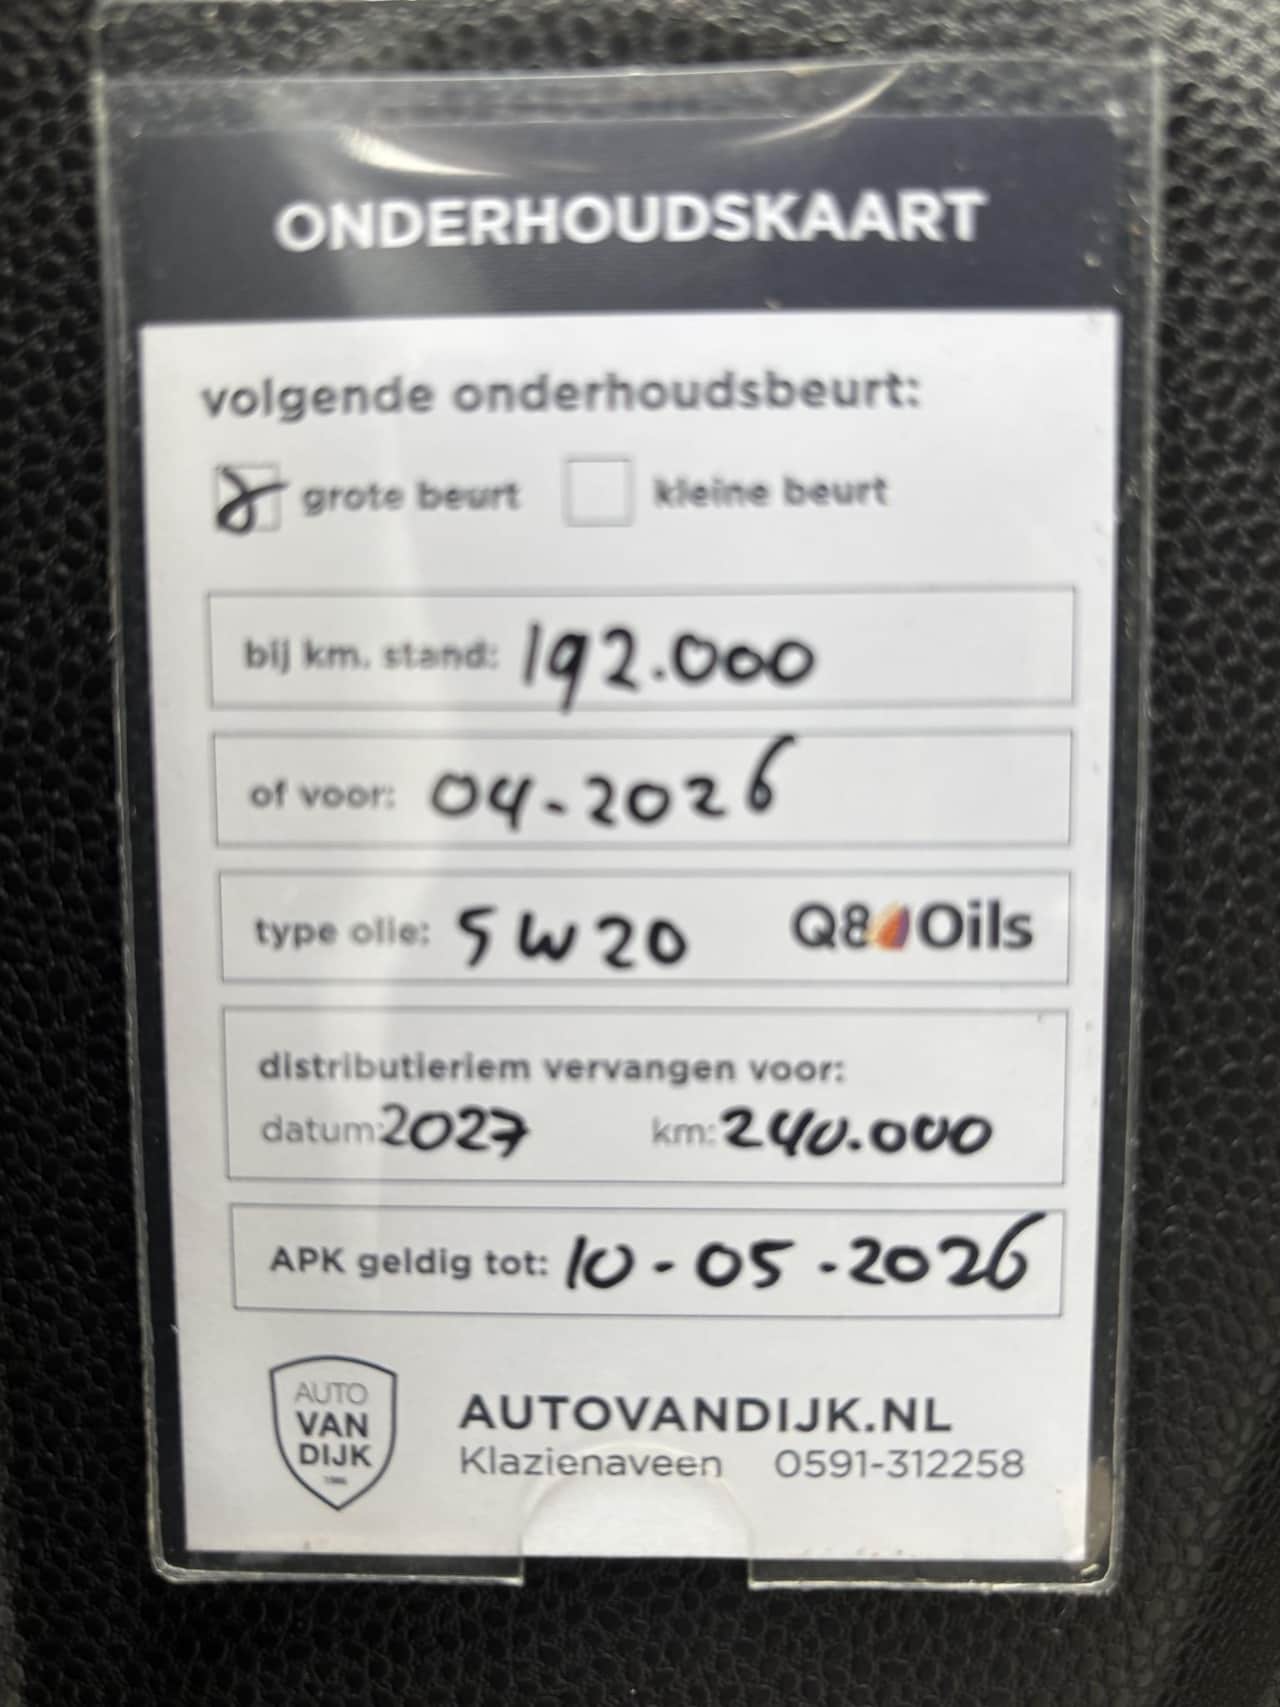 ONDERHOUDSKAART
volgende onderhoudsbeurt:
grote beurt kleine beurt
bij km. stand: 192.000
of voor: 04-2026
type olie: 5W20 Q8 Oils
distributieriem vervangen voor:
datum: 2027 km: 240.000
APK geldig tot: 10-05-2026
AUTO
VAN
DIJK
AUTOVANDIJK.NL
Klazienaveen 0591-312258